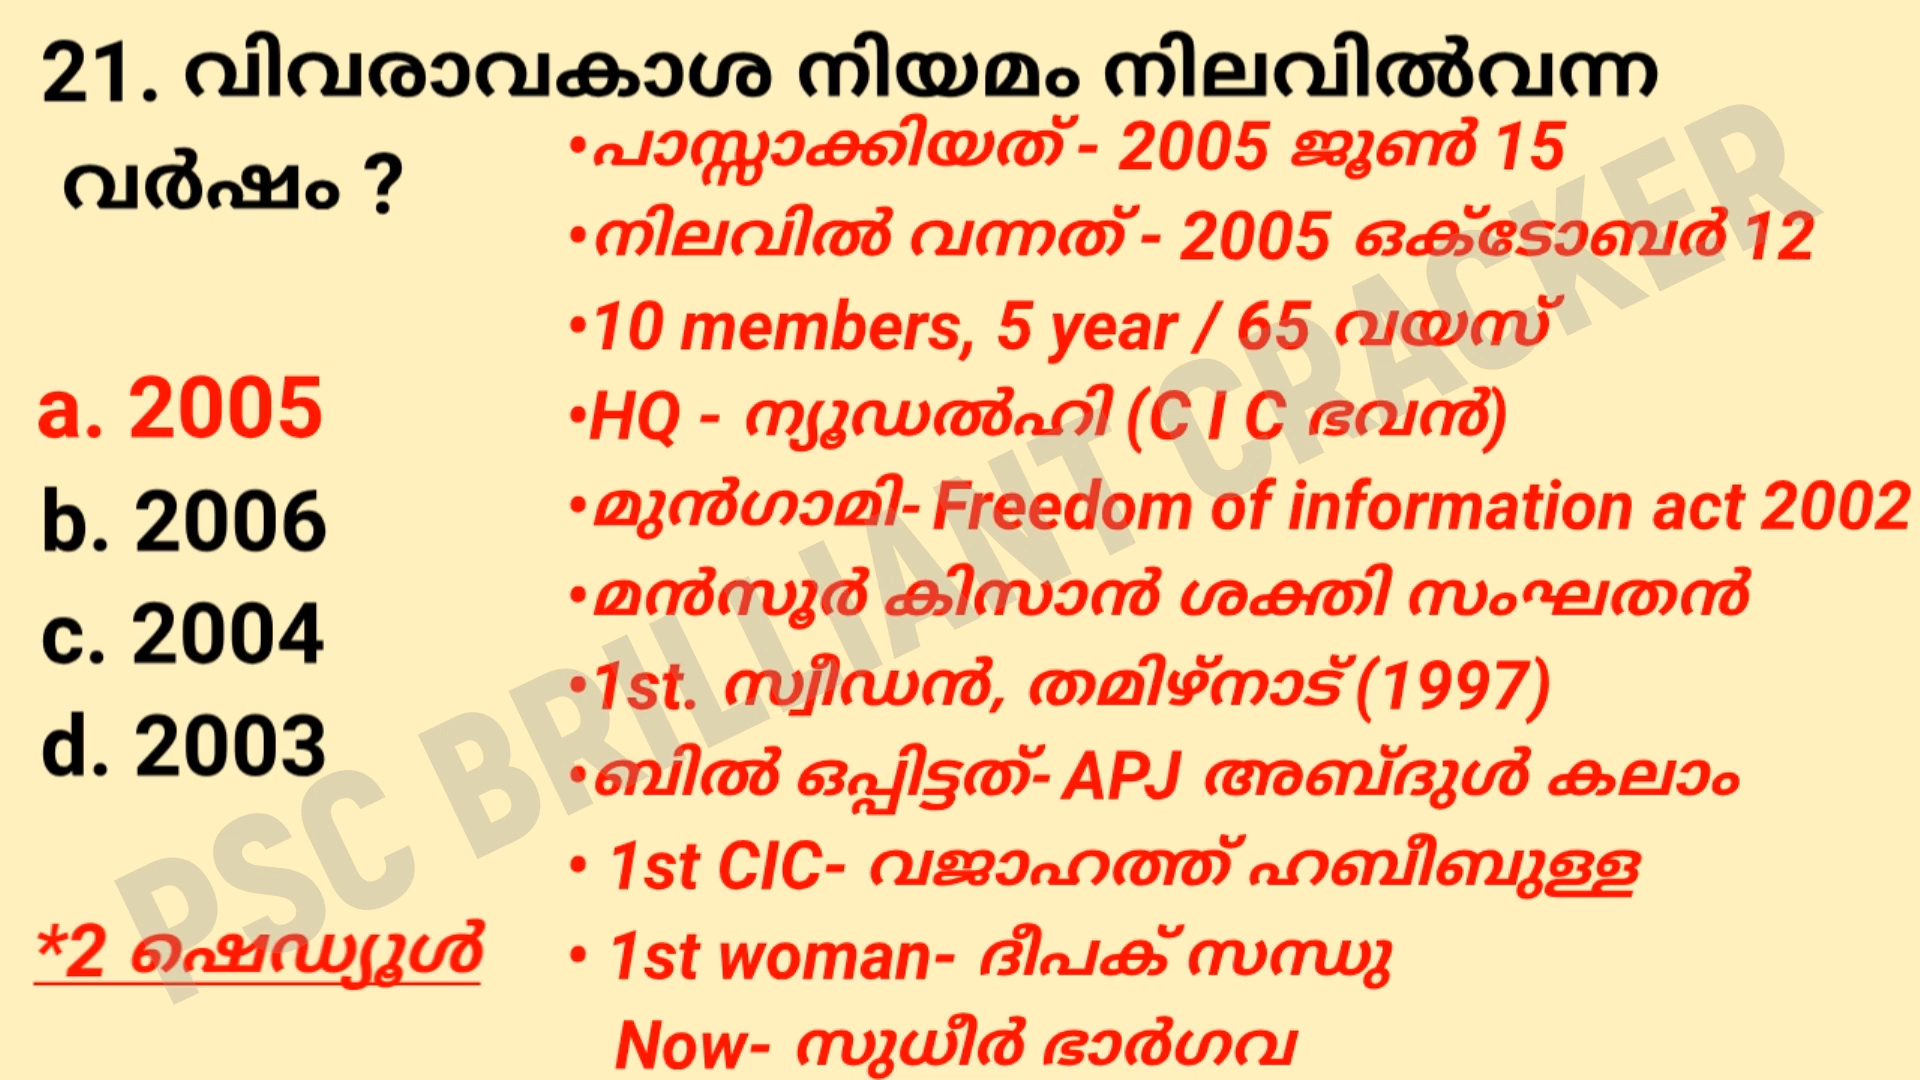 21. വിവരാവകാശ നിയമം നിലവിൽവന്ന
വർഷം ?
•പാസ്സാക്കിയത് - 2005 ജൂൺ 15
•നിലവിൽ വന്നത് - 2005 ഒക്ടോബർ 12
•10 members, 5 year / 65 വയസ്
•HQ - ന്യൂഡൽഹി (C I C ഭവൻ)
•മുൻഗാമി- Freedom of information act 2002
•മൻസൂർ കിസാൻ ശക്തി സംഘതൻ
•1st. സ്വീഡൻ, തമിഴ്നാട് (1997)
•ബിൽ ഒപ്പിട്ടത്- APJ അബ്ദുൾ കലാം
• 1st CIC- വജാഹത്ത് ഹബീബുള്ള
• 1st woman- ദീപക് സന്ധു
Now- സുധീർ ഭാർഗവ
a. 2005
b. 2006
c. 2004
d. 2003
*2 ഷെഡ്യൂൾ
PSC BRILLIANT CRACKER